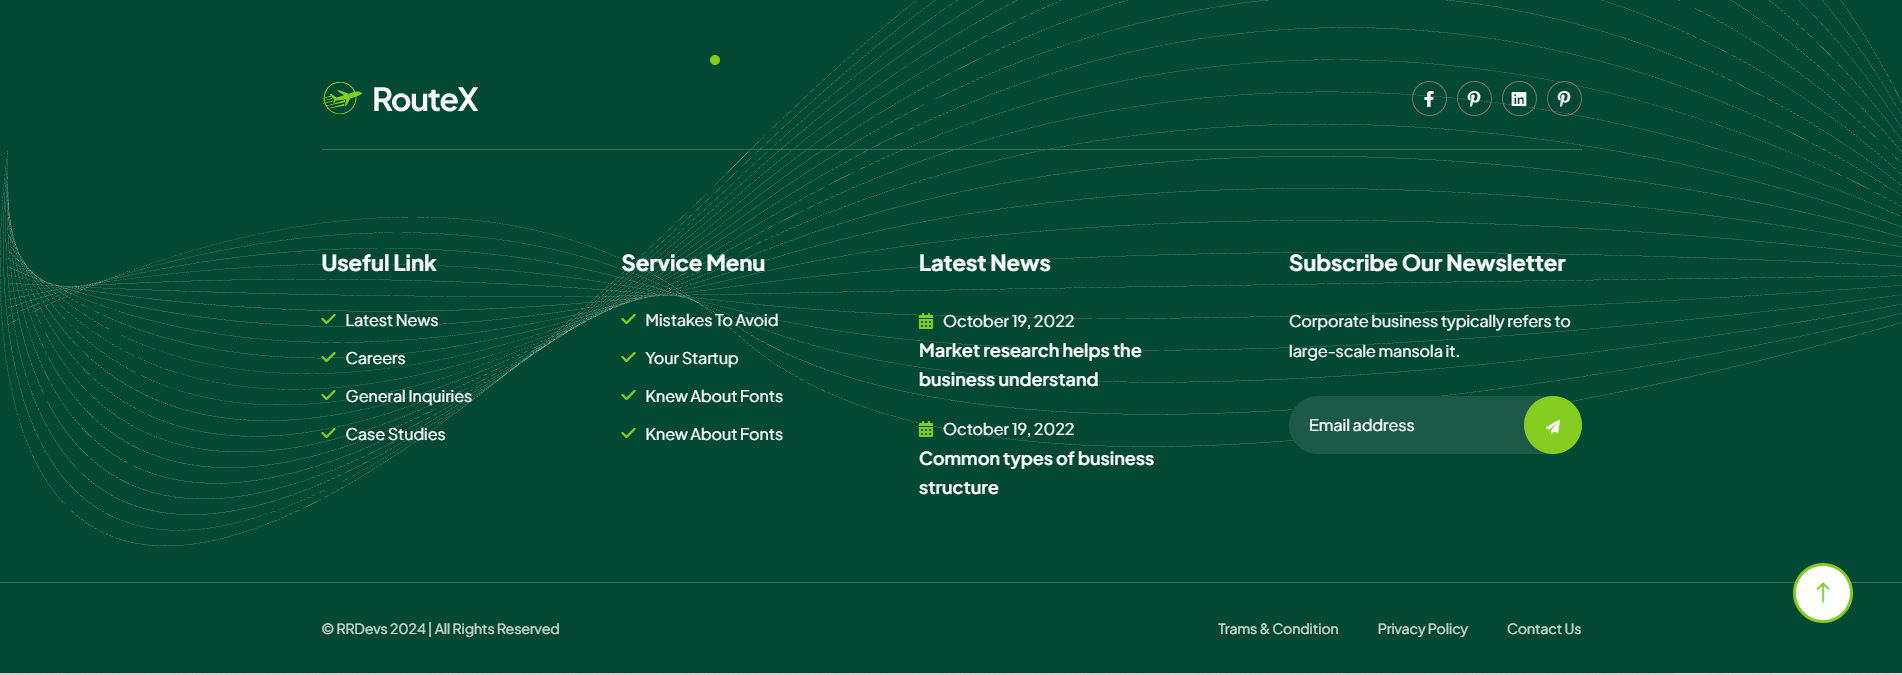 RouteX
Useful Link
Latest News
Careers
General Inquiries
Case Studies
Service Menu
Mistakes To Avoid
Your Startup
Knew About Fonts
Knew About Fonts
Latest News
October 19, 2022
Market research helps the
business understand
October 19, 2022
Common types of business
structure
Subscribe Our Newsletter
Corporate business typically refers to
large-scale mansola it.
Email address
© RRDevs 2024 | All Rights Reserved
Trams & Condition
Privacy Policy
Contact Us